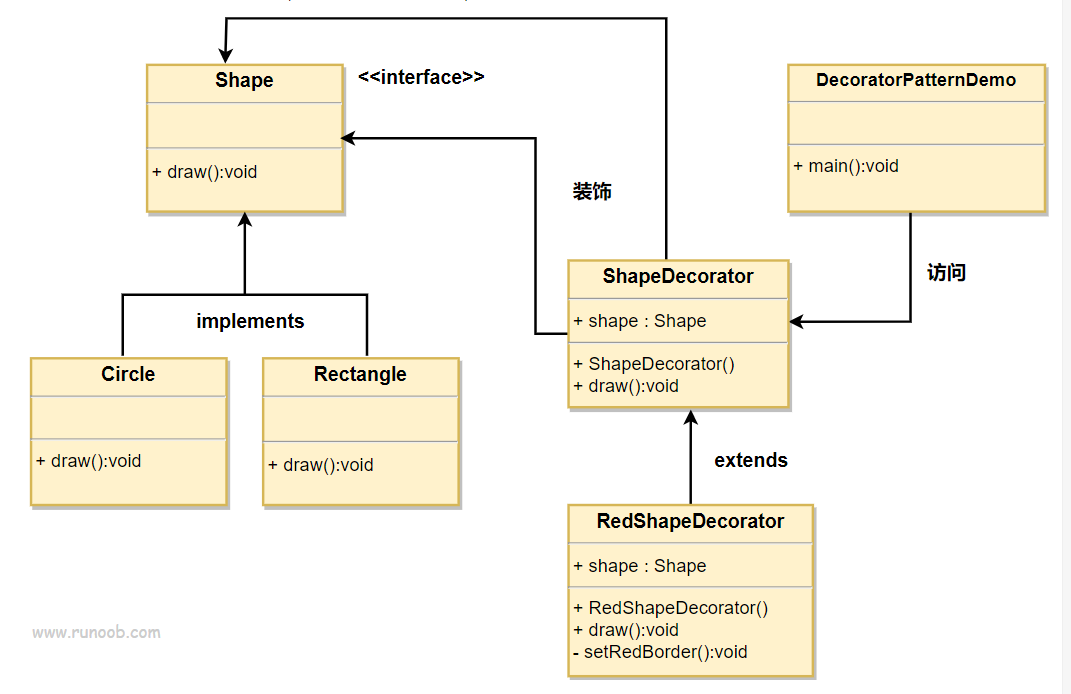 Shape
<<interface>>
+ draw():void
DecoratorPatternDemo
+ main():void
装饰
访问
ShapeDecorator
+ shape : Shape
+ ShapeDecorator()
+ draw():void
implements
Circle
+ draw():void
Rectangle
+ draw():void
extends
RedShapeDecorator
+ shape : Shape
+ RedShapeDecorator()
+ draw():void
- setRedBorder():void
www.runoob.com